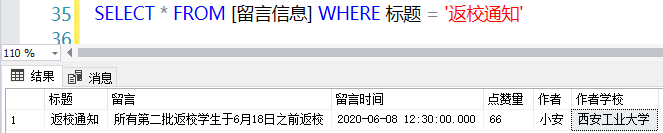 35 SELECT * FROM [留言信息] WHERE 标题 = '返校通知'
36
110 %
结果 消息
标题 留言 留言时间 点赞量 作者 作者学校
1 返校通知 所有第二批返校学生于6月18日之前返校 2020-06-08 12:30:00.000 66 小安 西安工业大学